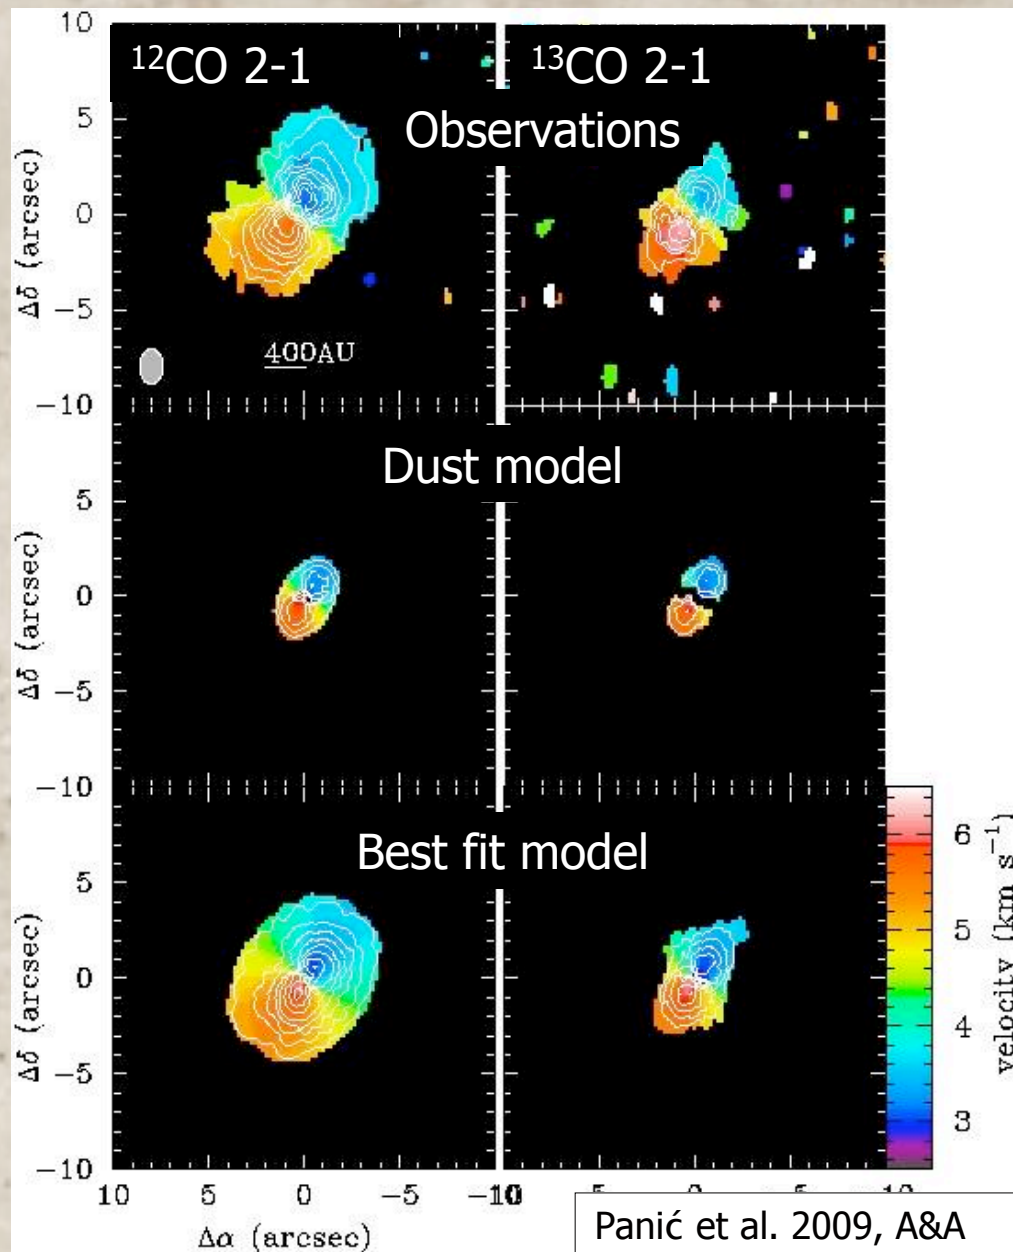 10
¹²CO 2-1
¹³CO 2-1
Observations
5
0
−5
−10
Δδ (arcsec)
400AU
Dust model
5
0
−5
−10
Δδ (arcsec)
Best fit model
5
0
−5
−10
Δδ (arcsec)
6
5
4
3
velocity (km s⁻¹)
10 5 0 −5 −10
Δα (arcsec)
Panić et al. 2009, A&A